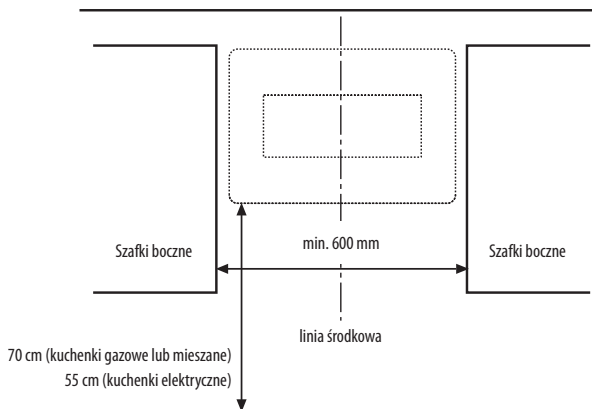 Szafki boczne
min. 600 mm
Szafki boczne
linia środkowa
70 cm (kuchenki gazowe lub mieszane)
55 cm (kuchenki elektryczne)